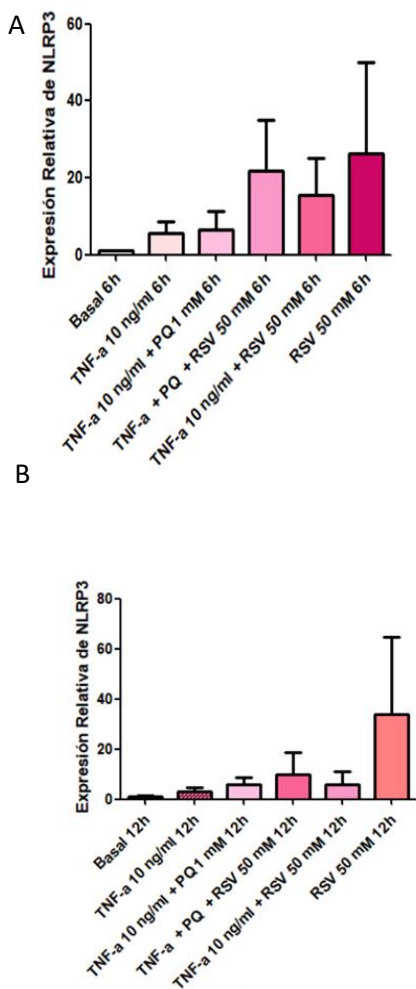 A
Expresión Relativa de NLRP3
60
40
20
0
Basal 6h
TNF-a 10 ng/ml 6h
TNF-a 10 ng/ml + PQ 1 mM 6h
TNF-a + PQ + RSV 50 mM 6h
TNF-a 10 ng/ml + RSV 50 mM 6h
RSV 50 mM 6h
B
Expresión Relativa de NLRP3
80
60
40
20
0
Basal 12h
TNF-a 10 ng/ml 12h
TNF-a 10 ng/ml + PQ 1 mM 12h
TNF-a + PQ + RSV 50 mM 12h
TNF-a 10 ng/ml + RSV 50 mM 12h
RSV 50 mM 12h